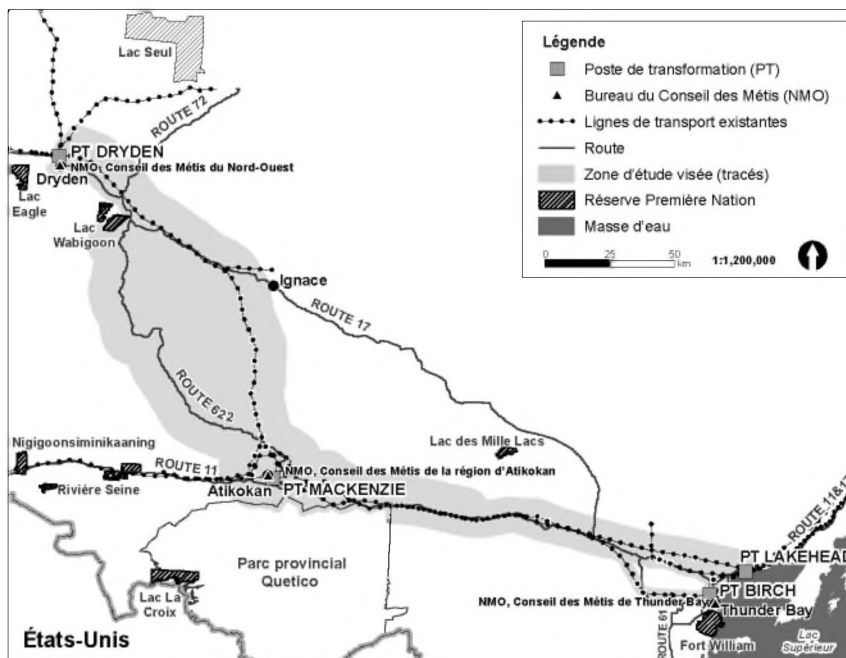 Lac Seul
ROUTE 72
PT DRYDEN
NMO, Conseil des Métis du Nord-Ouest
Dryden
Lac
Eagle
Lac
Wabigoon
Ignace
ROUTE 17
ROUTE 622
Lac des Mille Lacs
Nigigoonsiminikaaning
ROUTE 11
NMO, Conseil des Métis de la région d'Atikokan
Rivière Seine
Atikokan
PT MACKENZIE
ROUTE 11&17
PT LAKEHEAD
Parc provincial
Quetico
PT BIRCH
NMO, Conseil des Métis de Thunder Bay
Thunder Bay
Lac La
Croix
ROUTE 61
Fort William
Lac
Supérieur
États-Unis
Légende
Poste de transformation (PT)
Bureau du Conseil des Métis (NMO)
Lignes de transport existantes
Route
Zone d'étude visée (tracés)
Réserve Première Nation
Masse d'eau
0 25 50
km
1:1,200,000